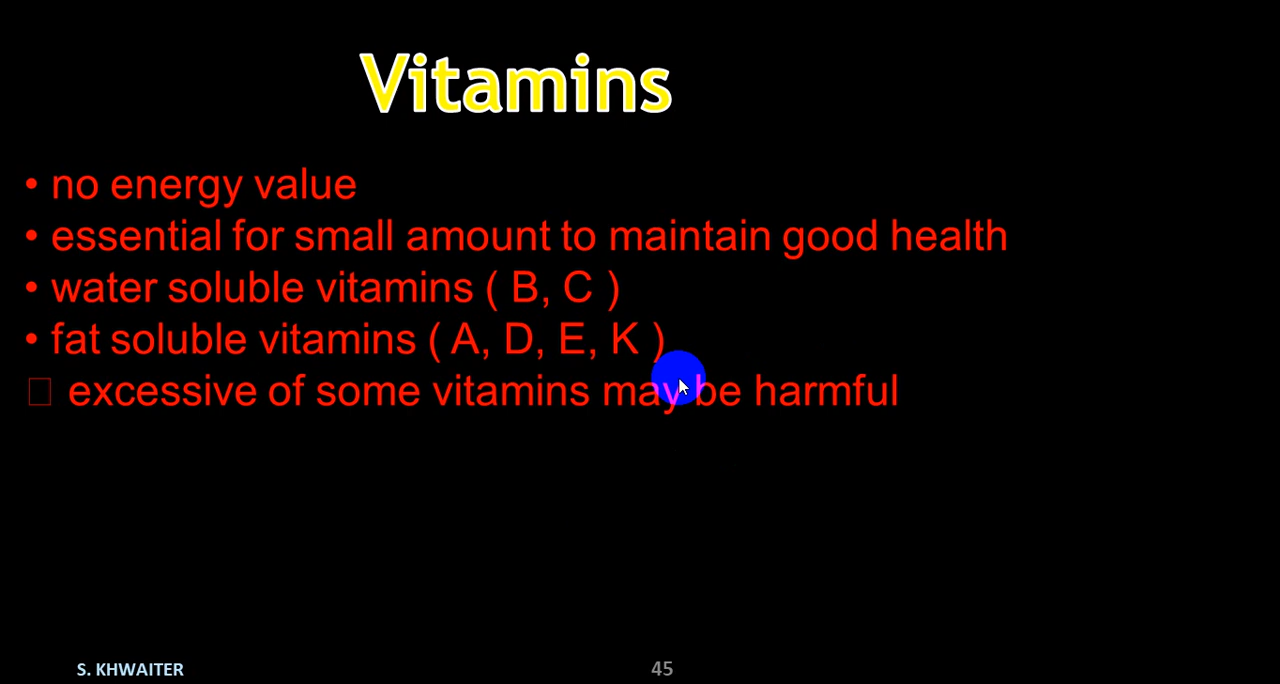 Vitamins
• no energy value
• essential for small amount to maintain good health
• water soluble vitamins ( B, C )
• fat soluble vitamins ( A, D, E, K )
□ excessive of some vitamins may be harmful
S. KHWAITER
45